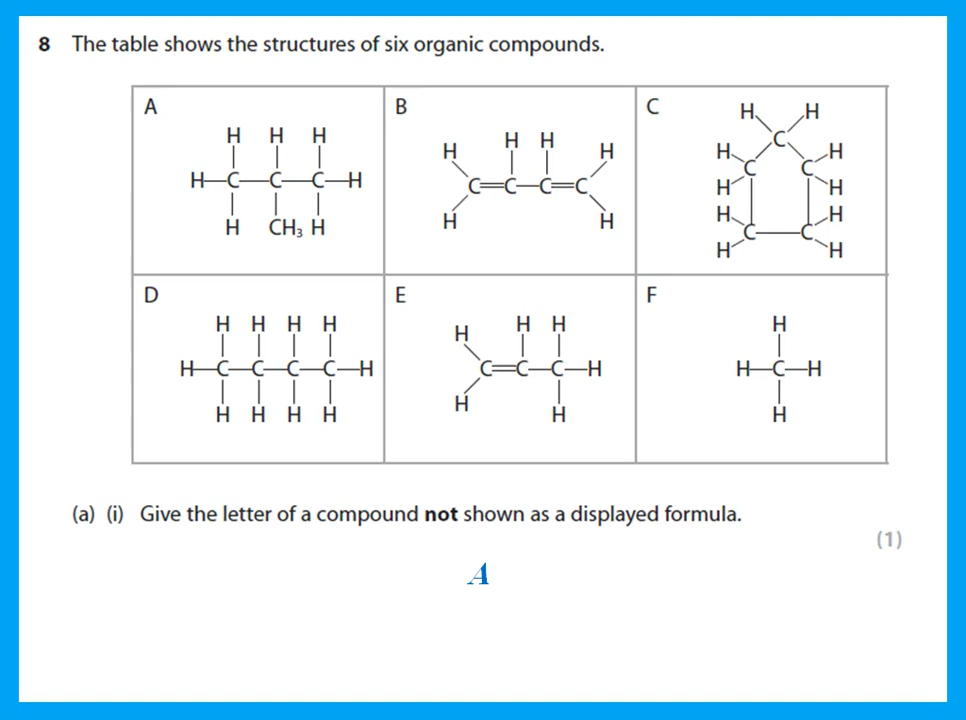 8 The table shows the structures of six organic compounds.
A
H H H
H C C C H
H CH3 H
B
H H H H
C C C C
H H
C
H H
C
H H
C C
H H
H H
C C
H H
D
H H H H
H C C C C H
H H H H
E
H H H
C C C H
H H
F
H
H C H
H
(a) (i) Give the letter of a compound not shown as a displayed formula.
(1)
A